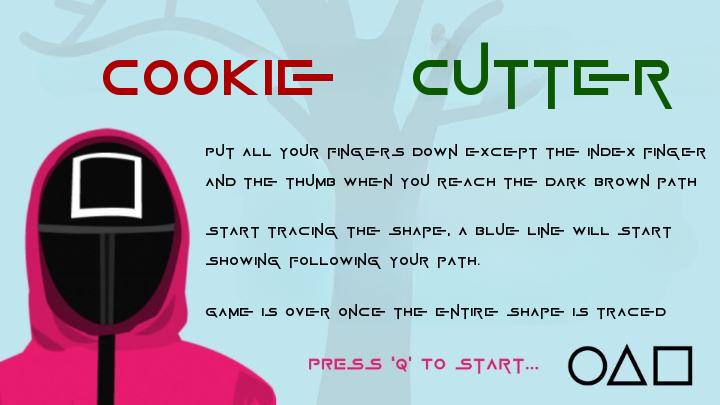 COOKIE CUTTER
PUT ALL YOUR FINGERS DOWN EXCEPT THE INDEX FINGER
AND THE THUMB WHEN YOU REACH THE DARK BROWN PATH
START TRACING THE SHAPE, A BLUE LINE WILL START
SHOWING FOLLOWING YOUR PATH.
GAME IS OVER ONCE THE ENTIRE SHAPE IS TRACED
PRESS 'Q' TO START...